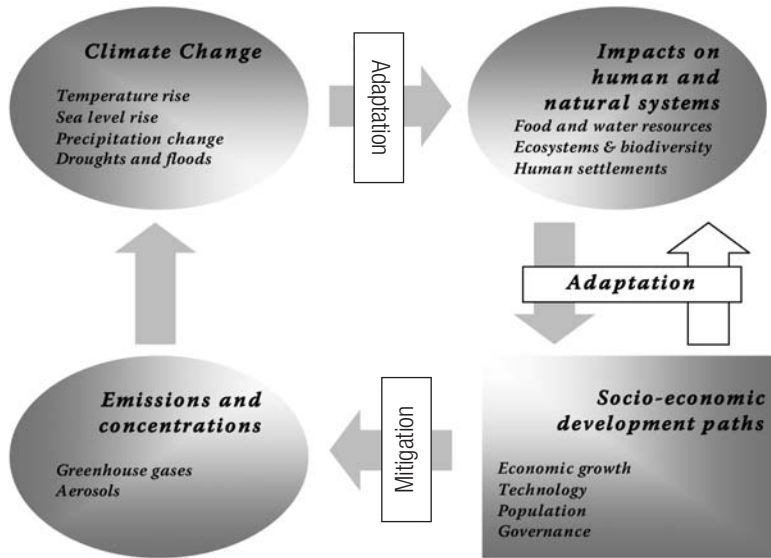 Climate Change
Temperature rise
Sea level rise
Precipitation change
Droughts and floods
Adaptation
Impacts on
human and
natural systems
Food and water resources
Ecosystems & biodiversity
Human settlements
Adaptation
Emissions and
concentrations
Greenhouse gases
Aerosols
Mitigation
Socio-economic
development paths
Economic growth
Technology
Population
Governance